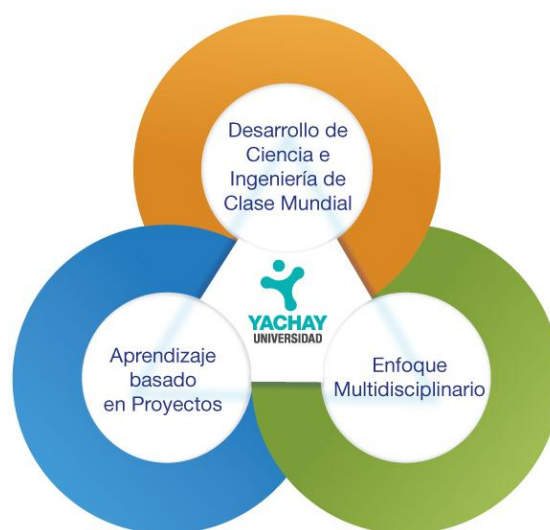 Desarrollo de
Ciencia e
Ingeniería de
Clase Mundial
YACHAY
UNIVERSIDAD
Aprendizaje
basado
en Proyectos
Enfoque
Multidisciplinario